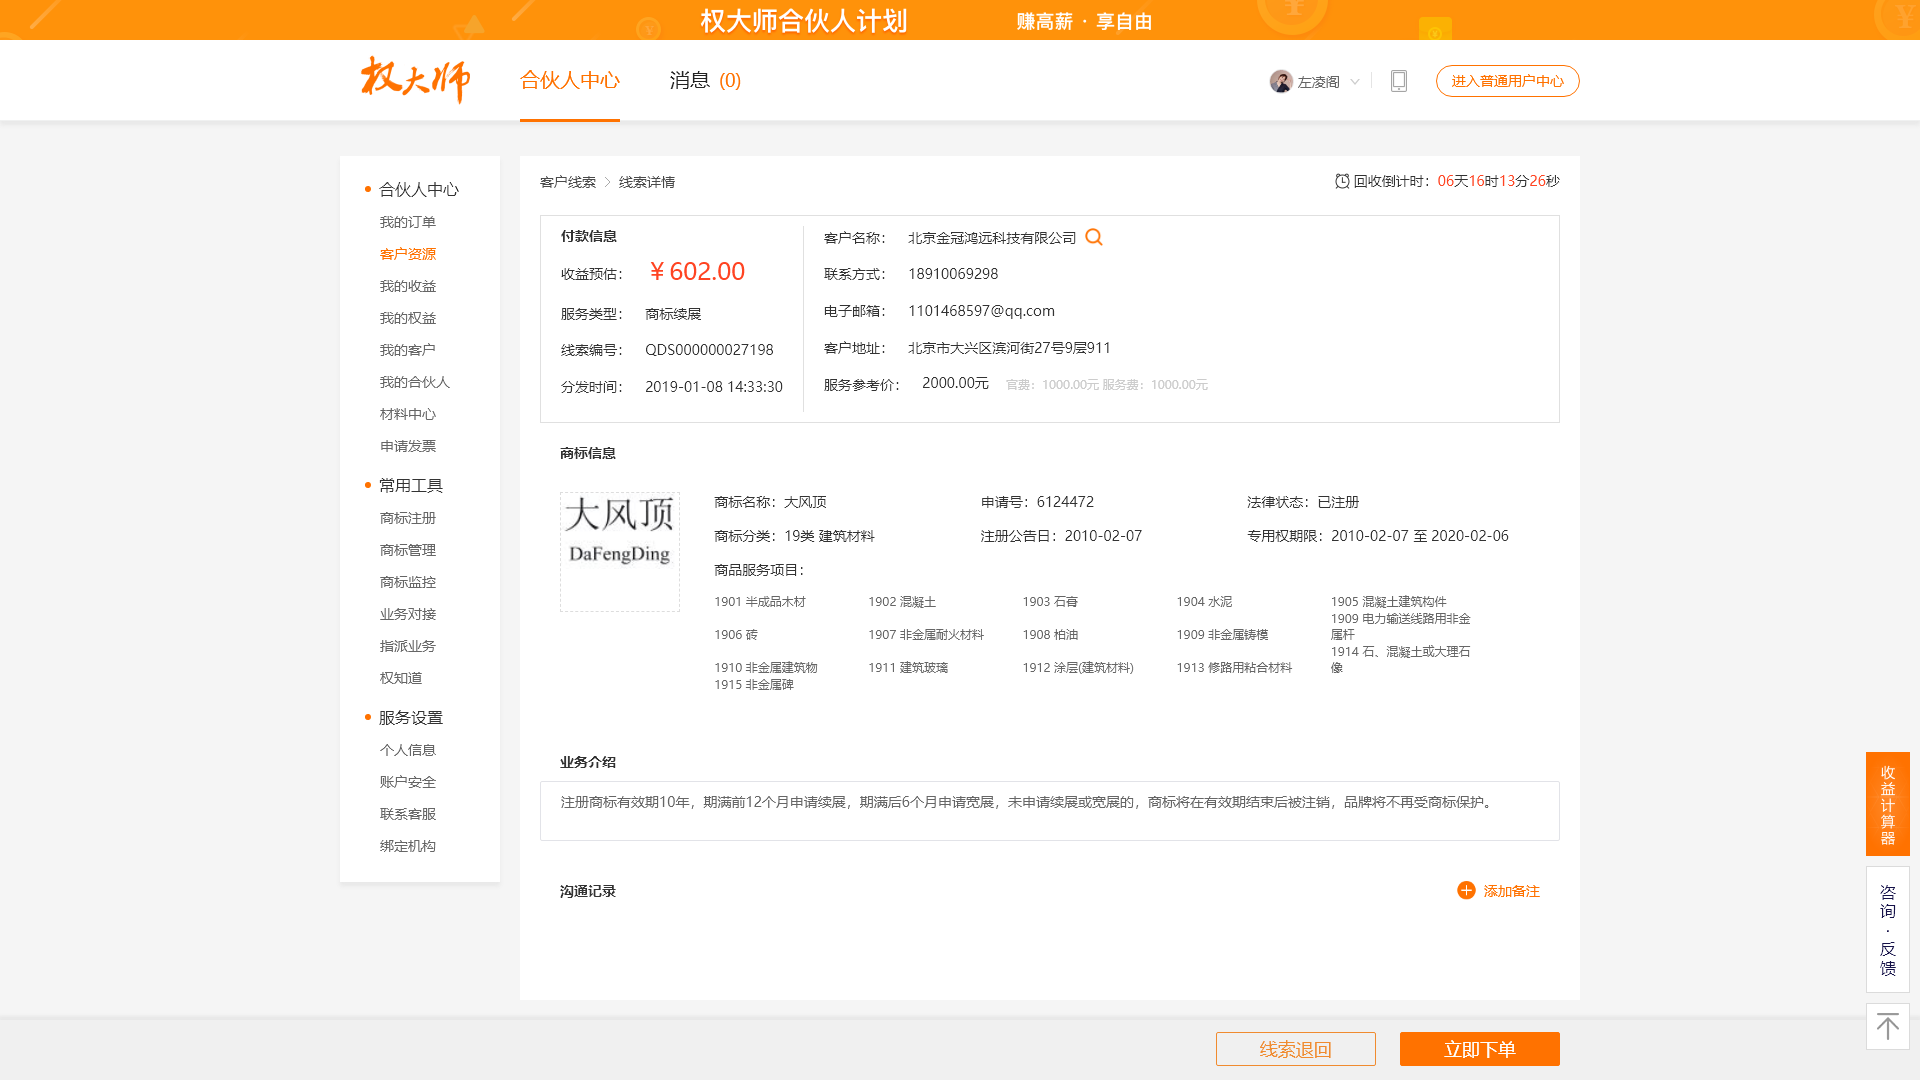 权大师合伙人计划 赚高薪 · 享自由
权大师 合伙人中心 消息 (0) 左凌阁 进入普通用户中心
合伙人中心
我的订单
客户资源
我的收益
我的权益
我的客户
我的合伙人
材料中心
申请发票
常用工具
商标注册
商标管理
商标监控
业务对接
指派业务
权知道
服务设置
个人信息
账户安全
联系客服
绑定机构
客户线索 > 线索详情 回收倒计时：06天16时13分26秒
付款信息
收益预估：￥602.00
服务类型：商标续展
线索编号：QDS000000027198
分发时间：2019-01-08 14:33:30
客户名称：北京金冠鸿远科技有限公司
联系方式：18910069298
电子邮箱：1101468597@qq.com
客户地址：北京市大兴区滨河街27号9层911
服务参考价：2000.00元 官费：1000.00元 服务费：1000.00元
商标信息
大风顶
DaFengDing
商标名称：大风顶 申请号：6124472 法律状态：已注册
商标分类：19类 建筑材料 注册公告日：2010-02-07 专用权期限：2010-02-07 至 2020-02-06
商品服务项目：
1901 半成品木材 1902 混凝土 1903 石膏 1904 水泥 1905 混凝土建筑构件
1906 砖 1907 非金属耐火材料 1908 柏油 1909 非金属铸模 1909 电力输送线路用非金
属杆
1910 非金属建筑物 1911 建筑玻璃 1912 涂层(建筑材料) 1913 修路用粘合材料 1914 石、混凝土或大理石
像
1915 非金属碑
业务介绍
注册商标有效期10年，期满前12个月申请续展，期满后6个月申请宽展，未申请续展或宽展的，商标将在有效期结束后被注销，品牌将不再受商标保护。
沟通记录 添加备注
线索退回 立即下单
收益计算器
咨询·反馈